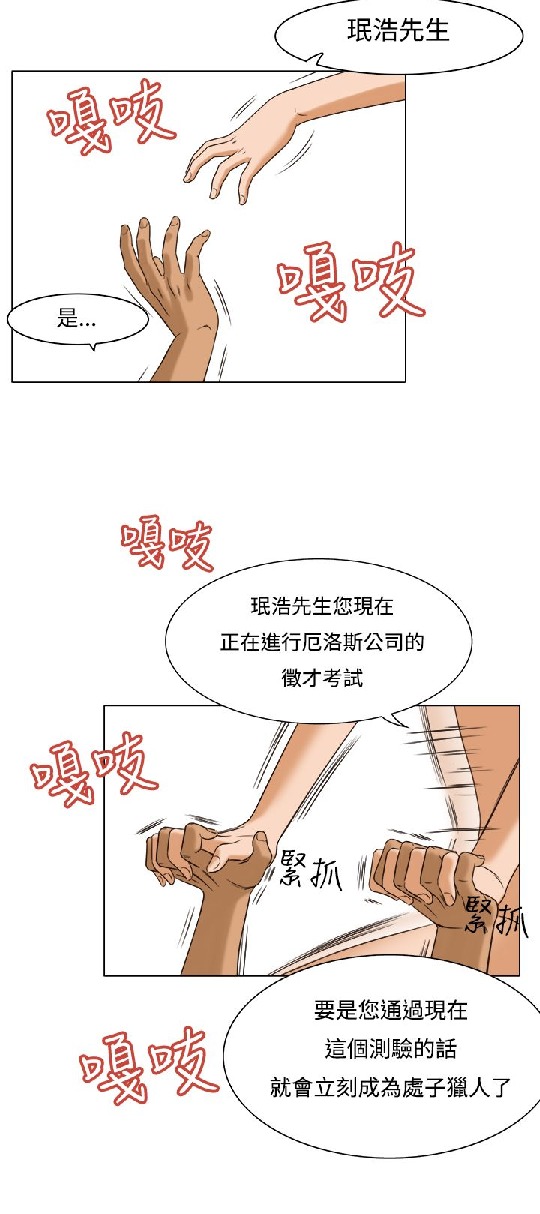 珉浩先生
嘎吱
嘎吱
是...
嘎吱
珉浩先生您現在
正在進行厄洛斯公司的
徵才考試
嘎吱
緊抓
緊抓
要是您通過現在
這個測驗的話
就會立刻成為處子獵人了
嘎吱